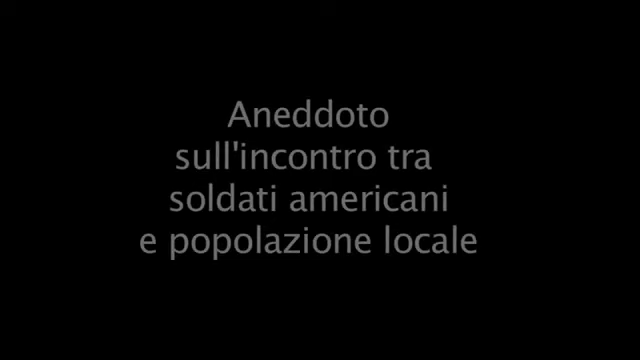 Aneddoto
sull'incontro tra
soldati americani
e popolazione locale